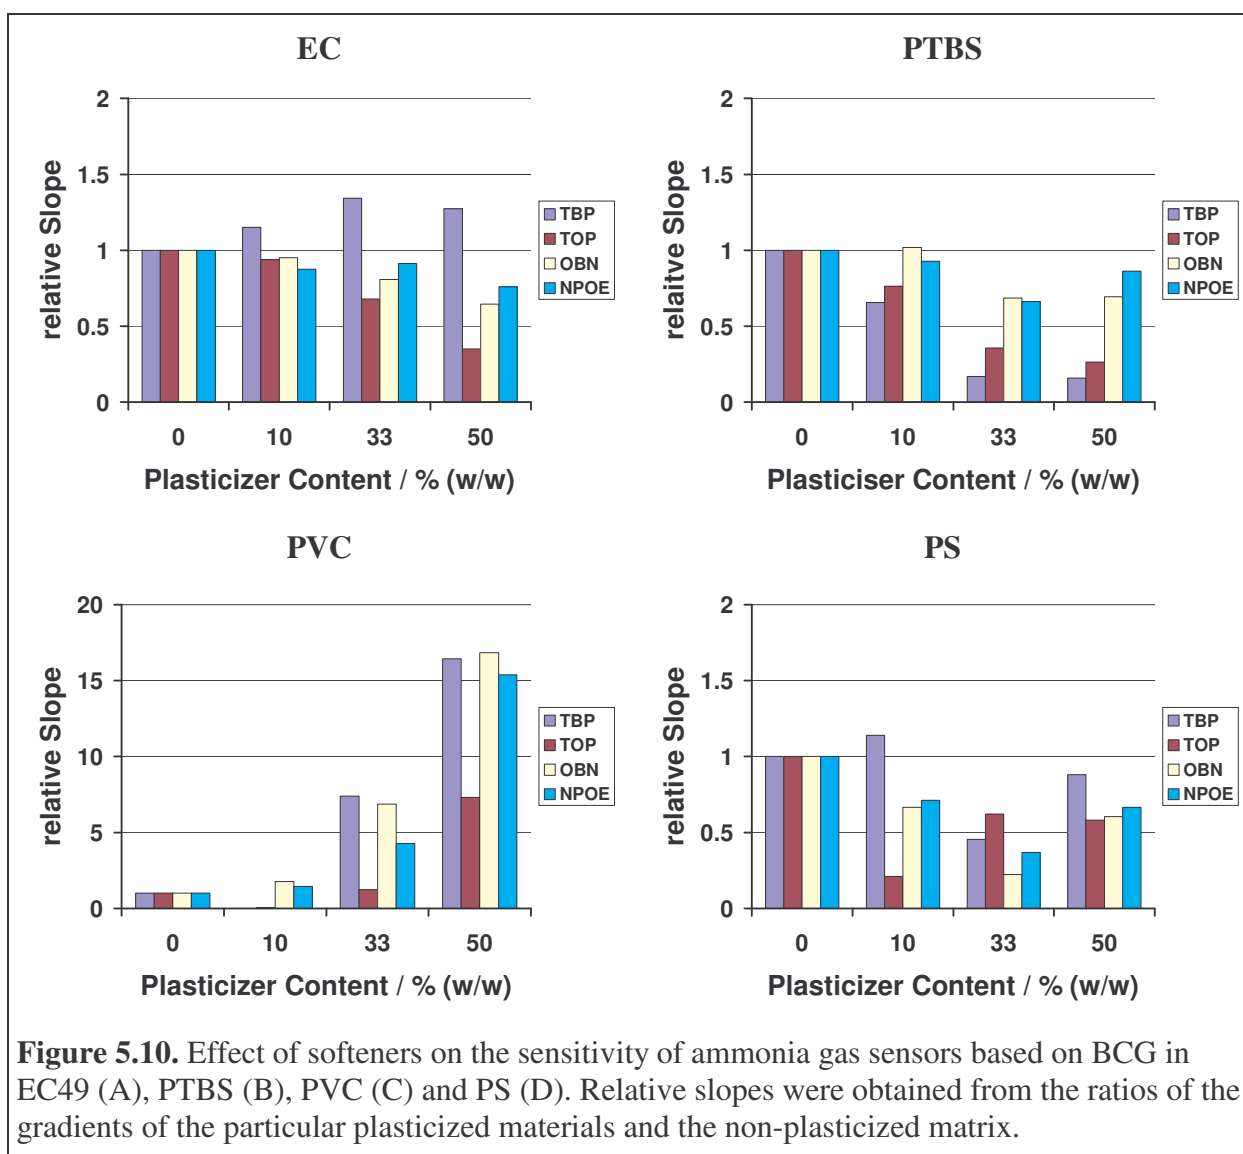 EC
2
1.5
1
0.5
0
relative Slope
0 10 33 50
Plasticizer Content / % (w/w)
TBP
TOP
OBN
NPOE
PTBS
2
1.5
1
0.5
0
relaitve Slope
0 10 33 50
Plasticiser Content / % (w/w)
TBP
TOP
OBN
NPOE
PVC
20
15
10
5
0
relative Slope
0 10 33 50
Plasticizer Content / % (w/w)
TBP
TOP
OBN
NPOE
PS
2
1.5
1
0.5
0
relative Slope
0 10 33 50
Plasticizer Content / % (w/w)
TBP
TOP
OBN
NPOE
Figure 5.10. Effect of softeners on the sensitivity of ammonia gas sensors based on BCG in
EC49 (A), PTBS (B), PVC (C) and PS (D). Relative slopes were obtained from the ratios of the
gradients of the particular plasticized materials and the non-plasticized matrix.